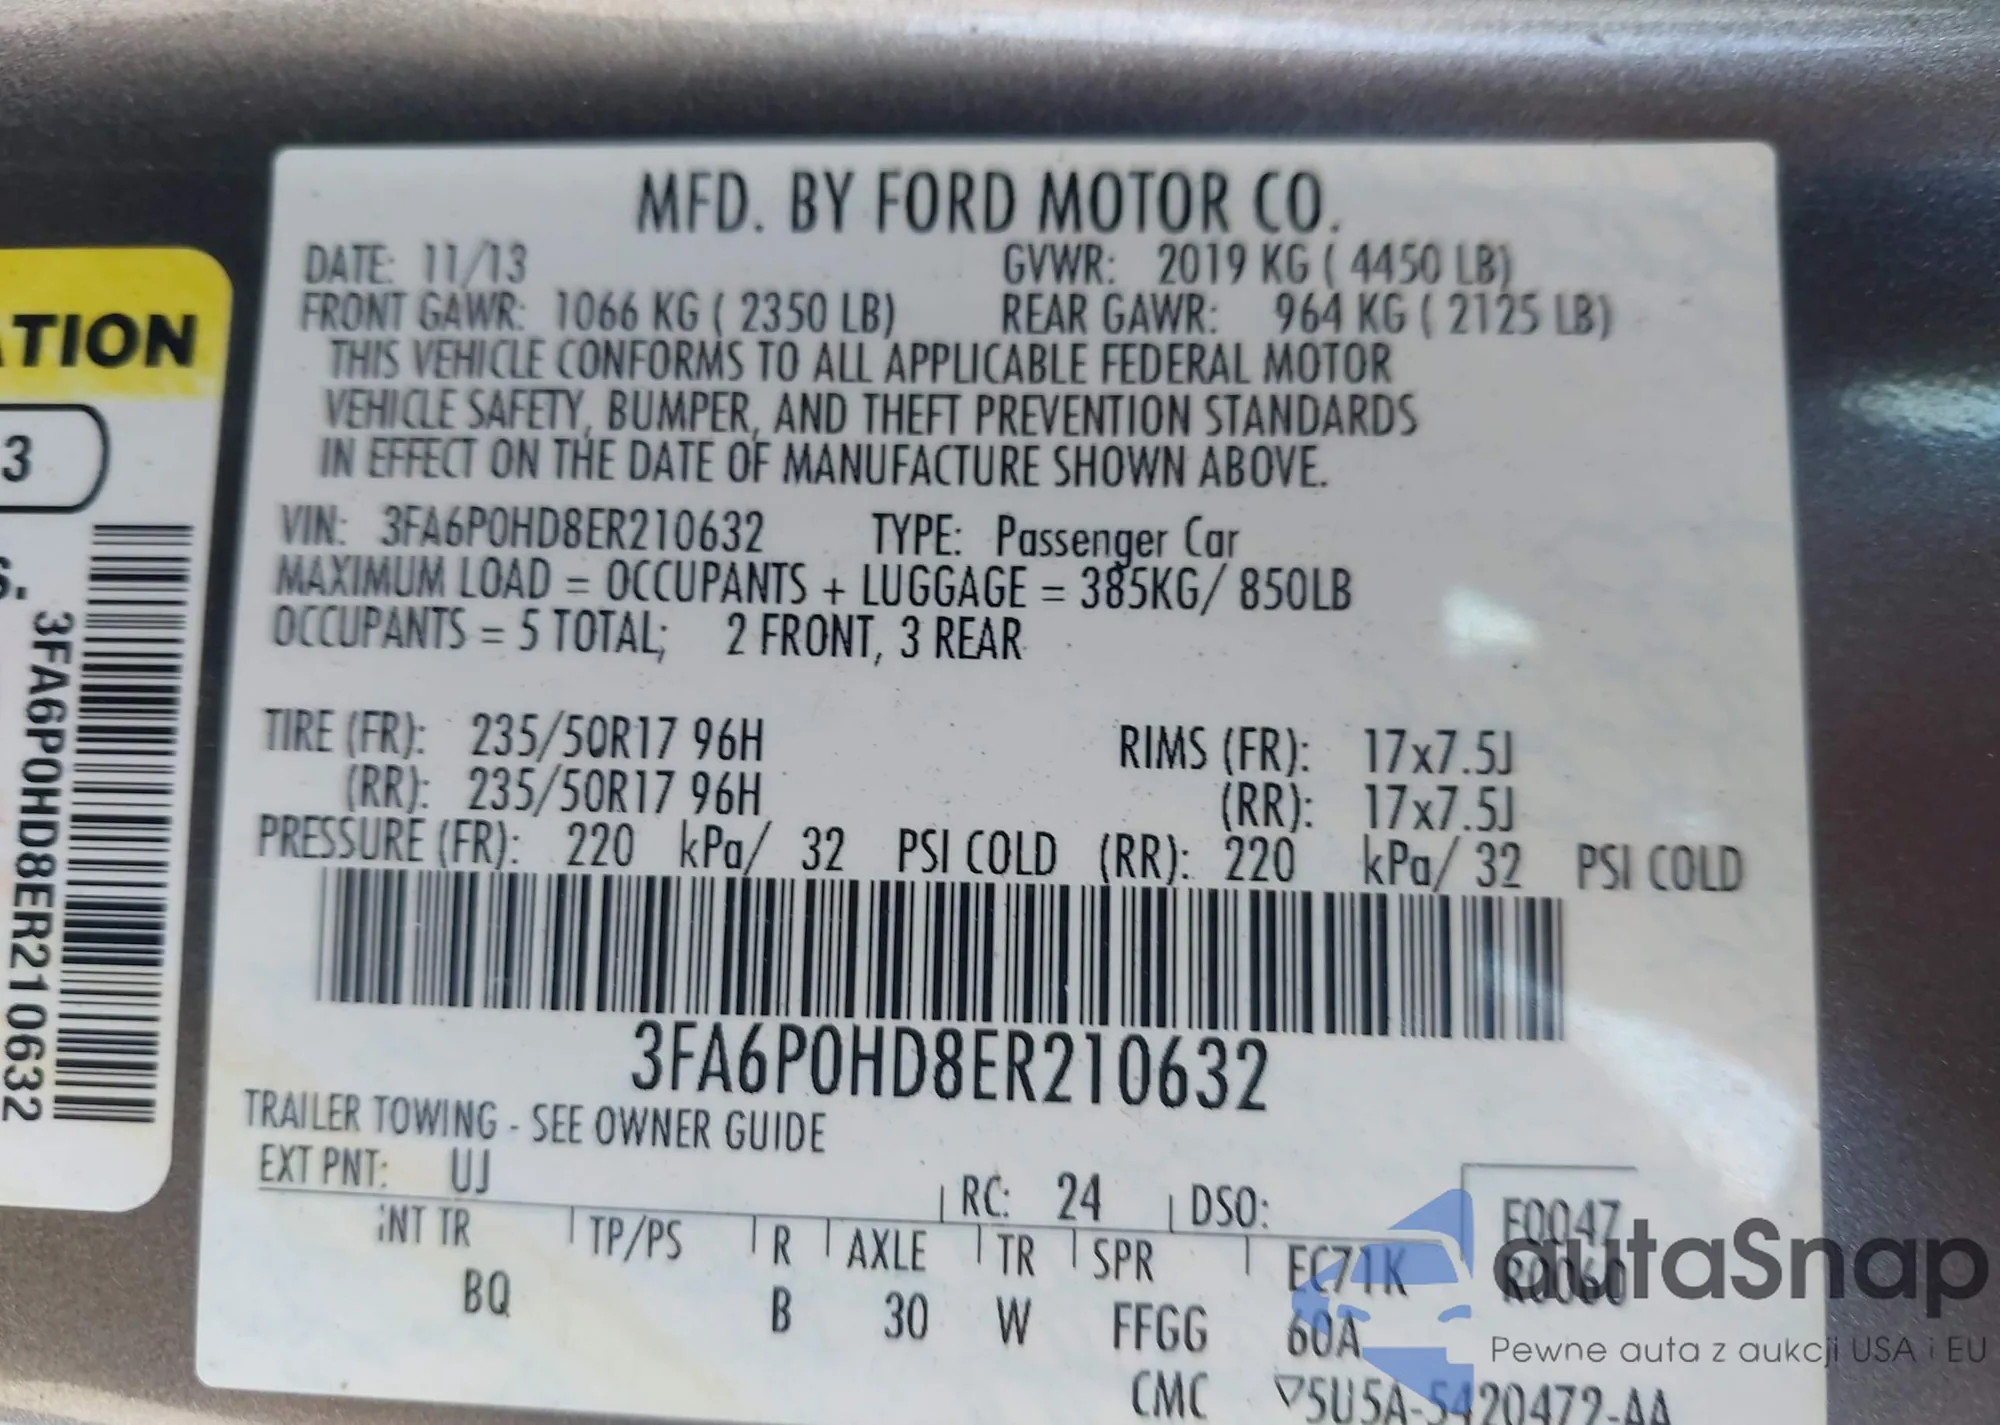 MFD. BY FORD MOTOR CO.
DATE: 11/13 GVWR: 2019 KG ( 4450 LB)
FRONT GAWR: 1066 KG ( 2350 LB) REAR GAWR: 964 KG ( 2125 LB)
THIS VEHICLE CONFORMS TO ALL APPLICABLE FEDERAL MOTOR
VEHICLE SAFETY, BUMPER, AND THEFT PREVENTION STANDARDS
IN EFFECT ON THE DATE OF MANUFACTURE SHOWN ABOVE.
VIN: 3FA6P0HD8ER210632 TYPE: Passenger Car
MAXIMUM LOAD = OCCUPANTS + LUGGAGE = 385KG/ 850LB
OCCUPANTS = 5 TOTAL; 2 FRONT, 3 REAR
TIRE (FR): 235/50R17 96H RIMS (FR): 17x7.5J
(RR): 235/50R17 96H (RR): 17x7.5J
PRESSURE (FR): 220 kPa/ 32 PSI COLD (RR): 220 kPa/ 32 PSI COLD
3FA6P0HD8ER210632
TRAILER TOWING - SEE OWNER GUIDE
EXT PNT: UJ RC: 24 DSO:
INT TR TP/PS R AXLE TR SPR EC71K
BQ B 30 W FFGG 60A
CMC ▽5U5A-5420472-AA
F0047
R0060
ATION
3
S.
3FA6P0HD8ER210632
autaSnap
Pewne auta z aukcji USA i EU